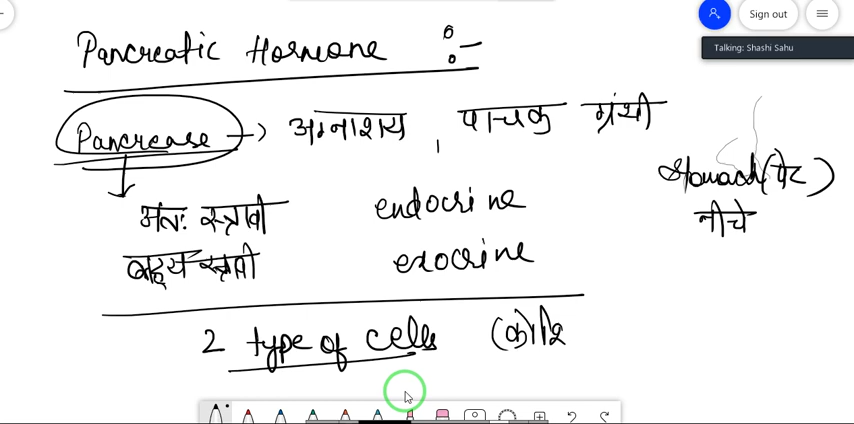 Sign out
Talking: Shashi Sahu
Pancreatic Hormone :-
Pancrease -> अग्नाशय , पाचक ग्रंथी
Stomach (पेट)
नीचे
अंतः स्त्रावी endocrine
बाह्य स्त्रावी exocrine
2 type of cells